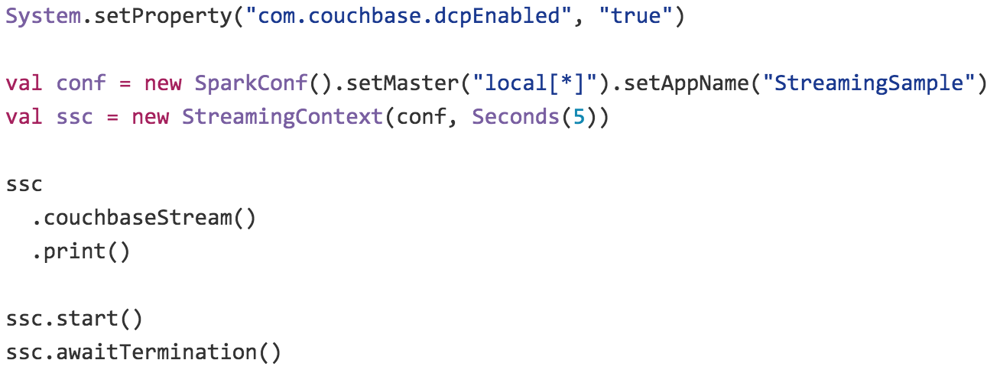 System.setProperty("com.couchbase.dcpEnabled", "true")
val conf = new SparkConf().setMaster("local[*]").setAppName("StreamingSample")
val ssc = new StreamingContext(conf, Seconds(5))
ssc
.couchbaseStream()
.print()
ssc.start()
ssc.awaitTermination()